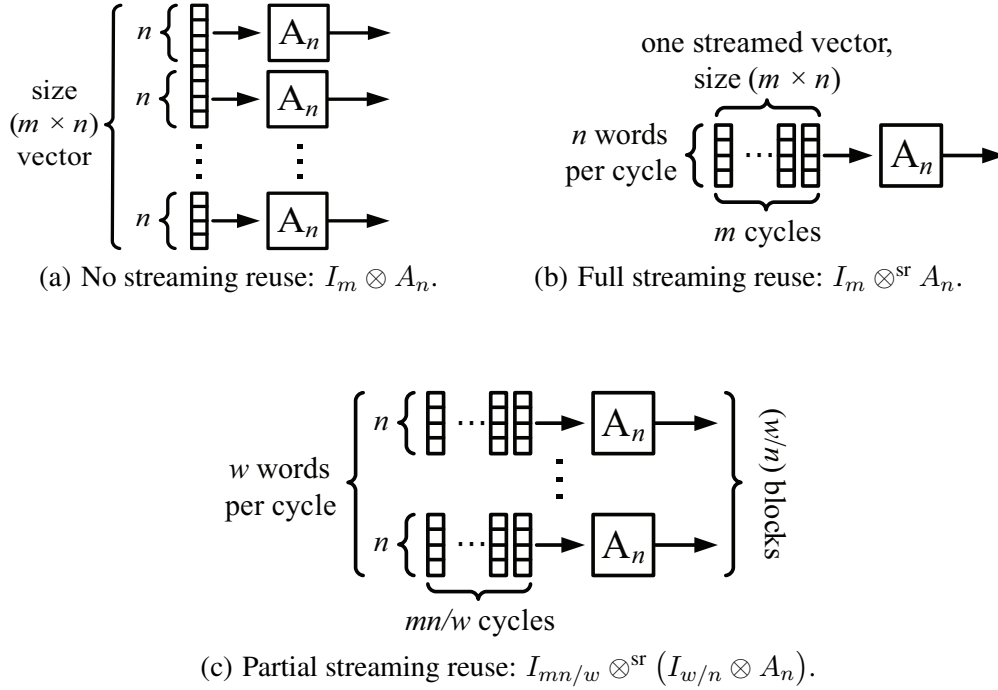 size
(m × n)
vector
n
A_n
n
A_n
n
A_n
(a) No streaming reuse: I_m ⊗ A_n.
one streamed vector,
size (m × n)
n words
per cycle
...
A_n
m cycles
(b) Full streaming reuse: I_m ⊗^sr A_n.
w words
per cycle
n
...
A_n
n
...
A_n
(w/n) blocks
mn/w cycles
(c) Partial streaming reuse: I_{mn/w} ⊗^sr (I_{w/n} ⊗ A_n).